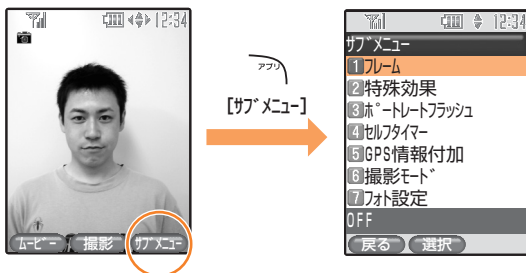 12:34
ムービー 撮影 サブメニュー
アプリ
[サブメニュー]
12:34
サブメニュー
1 フレーム
2 特殊効果
3 ポートレートフラッシュ
4 セルフタイマー
5 GPS情報付加
6 撮影モード
7 フォト設定
OFF
戻る 選択